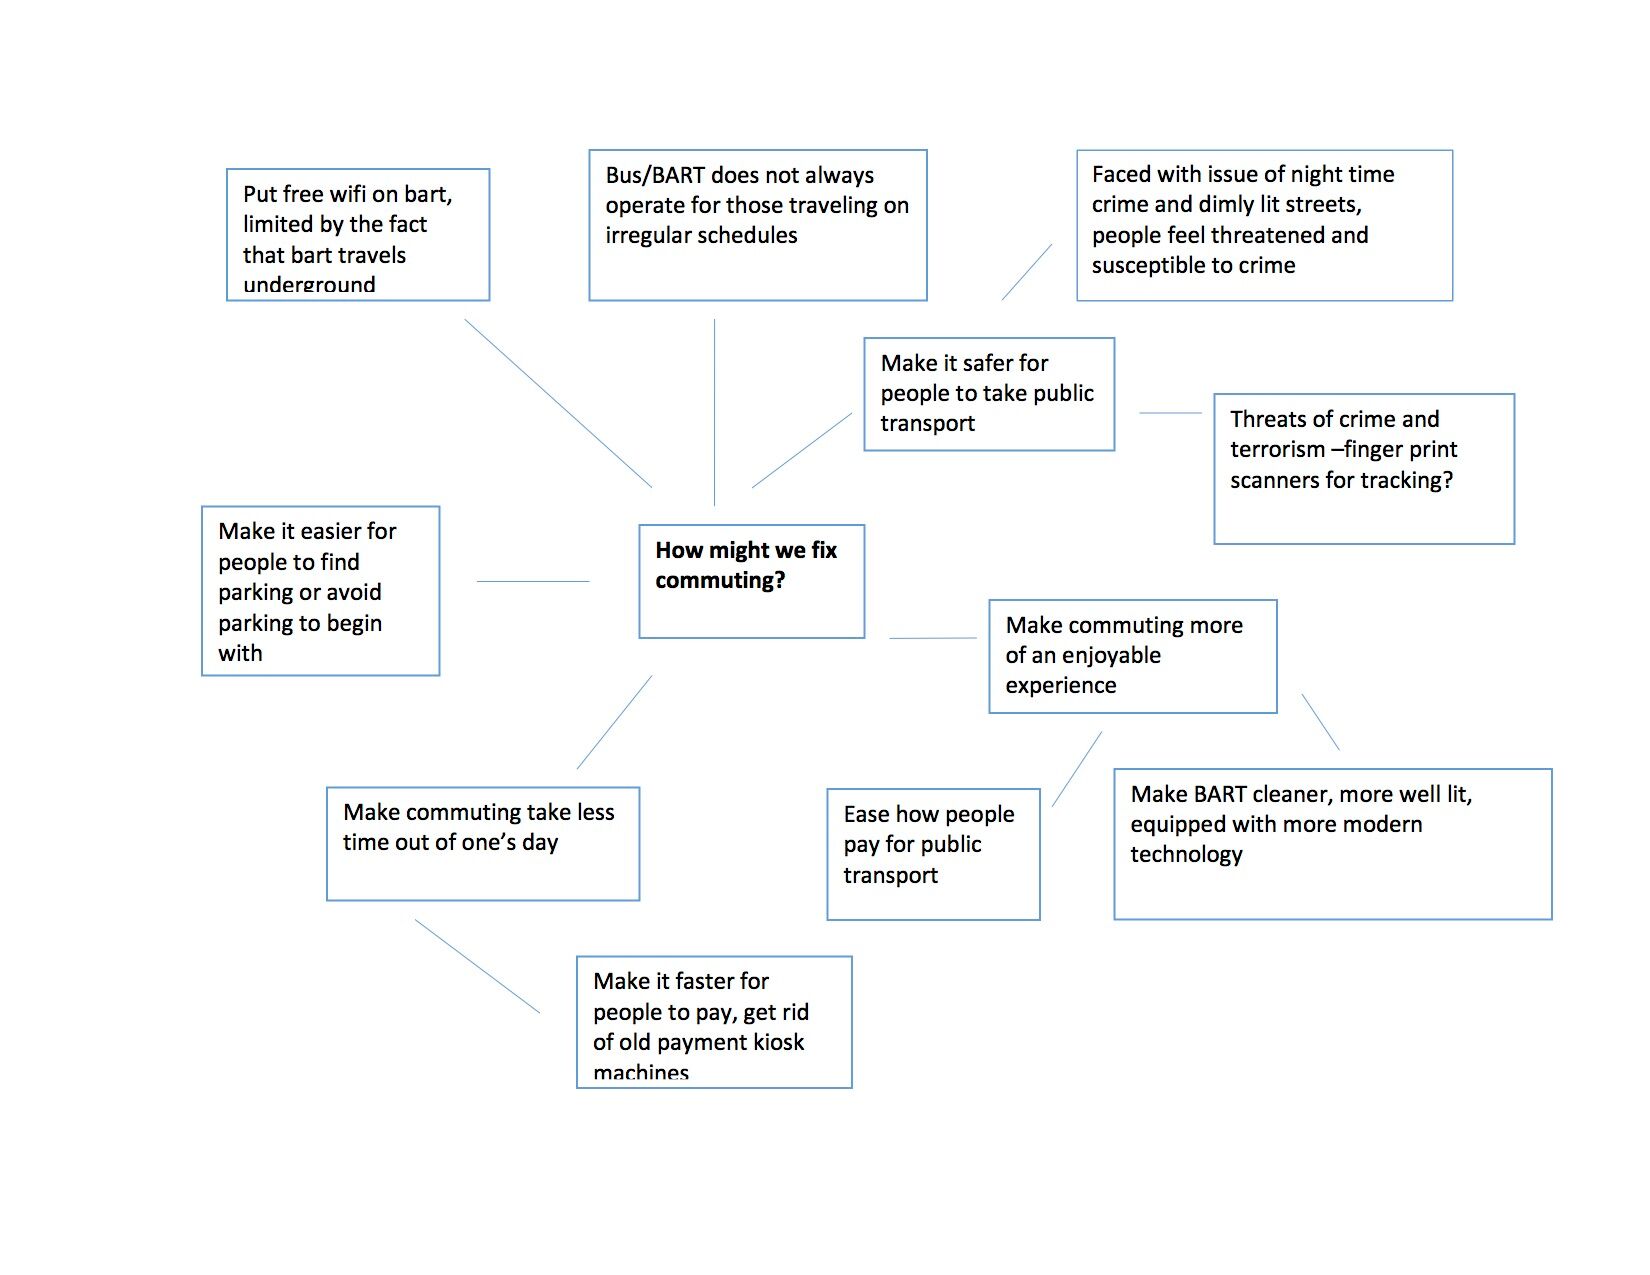 Put free wifi on bart,
limited by the fact
that bart travels
underground
Bus/BART does not always
operate for those traveling on
irregular schedules
Faced with issue of night time
crime and dimly lit streets,
people feel threatened and
susceptible to crime
Make it safer for
people to take public
transport
Threats of crime and
terrorism –finger print
scanners for tracking?
Make it easier for
people to find
parking or avoid
parking to begin
with
How might we fix
commuting?
Make commuting more
of an enjoyable
experience
Make commuting take less
time out of one’s day
Ease how people
pay for public
transport
Make BART cleaner, more well lit,
equipped with more modern
technology
Make it faster for
people to pay, get rid
of old payment kiosk
machines